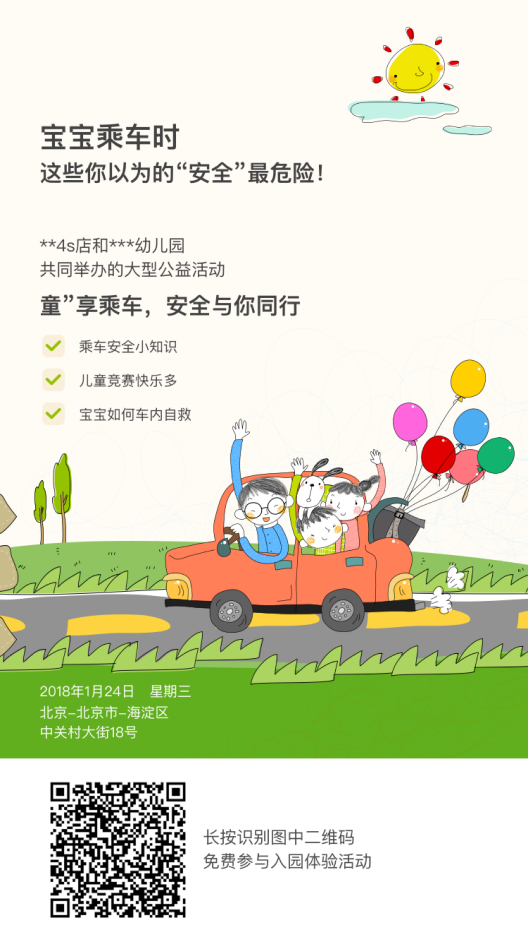 宝宝乘车时
这些你以为的“安全”最危险！
**4s店和***幼儿园
共同举办的大型公益活动
童”享乘车，安全与你同行
乘车安全小知识
儿童竞赛快乐多
宝宝如何车内自救
2018年1月24日 星期三
北京-北京市-海淀区
中关村大街18号
长按识别图中二维码
免费参与入园体验活动